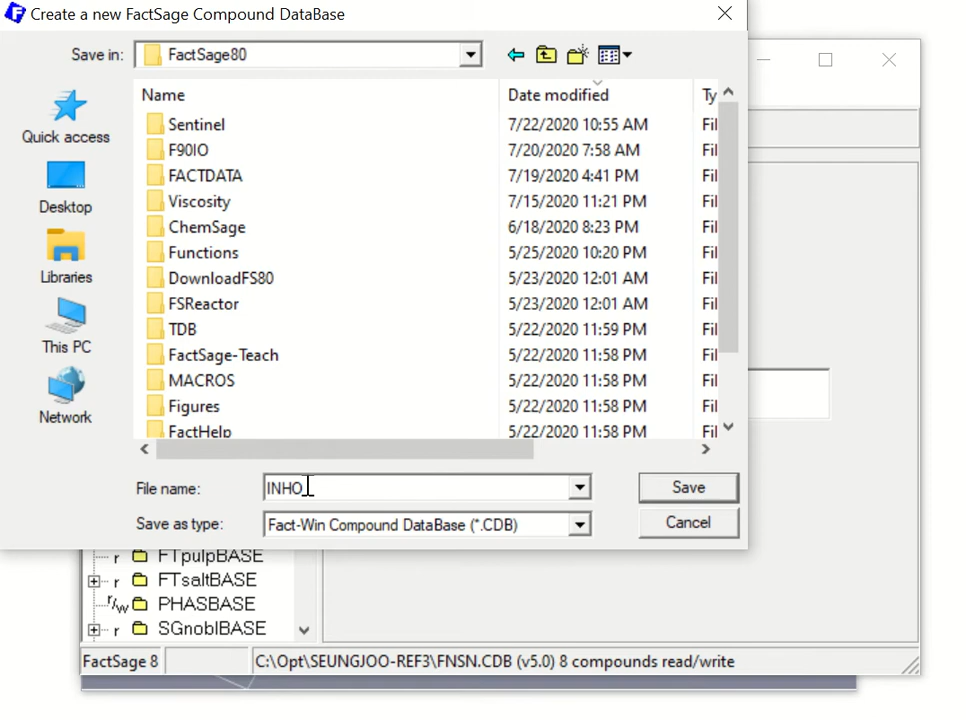 Create a new FactSage Compound DataBase
Save in: FactSage80
Name Date modified Ty
Sentinel 7/22/2020 10:55 AM Fil
F90IO 7/20/2020 7:58 AM Fil
FACTDATA 7/19/2020 4:41 PM Fil
Viscosity 7/15/2020 11:21 PM Fil
ChemSage 6/18/2020 8:23 PM Fil
Functions 5/25/2020 10:20 PM Fil
DownloadFS80 5/23/2020 12:01 AM Fil
FSReactor 5/23/2020 12:01 AM Fil
TDB 5/22/2020 11:59 PM Fil
FactSage-Teach 5/22/2020 11:58 PM Fil
MACROS 5/22/2020 11:58 PM Fil
Figures 5/22/2020 11:58 PM Fil
FactHelp 5/22/2020 11:58 PM Fil
Quick access
Desktop
Libraries
This PC
Network
File name: INHO Save
Save as type: Fact-Win Compound DataBase (*.CDB) Cancel
r FTpulpBASE
r FTsaltBASE
r/w PHASBASE
r SGnoblBASE
FactSage 8 C:\Opt\SEUNGJOO-REF3\FNSN.CDB (v5.0) 8 compounds read/write